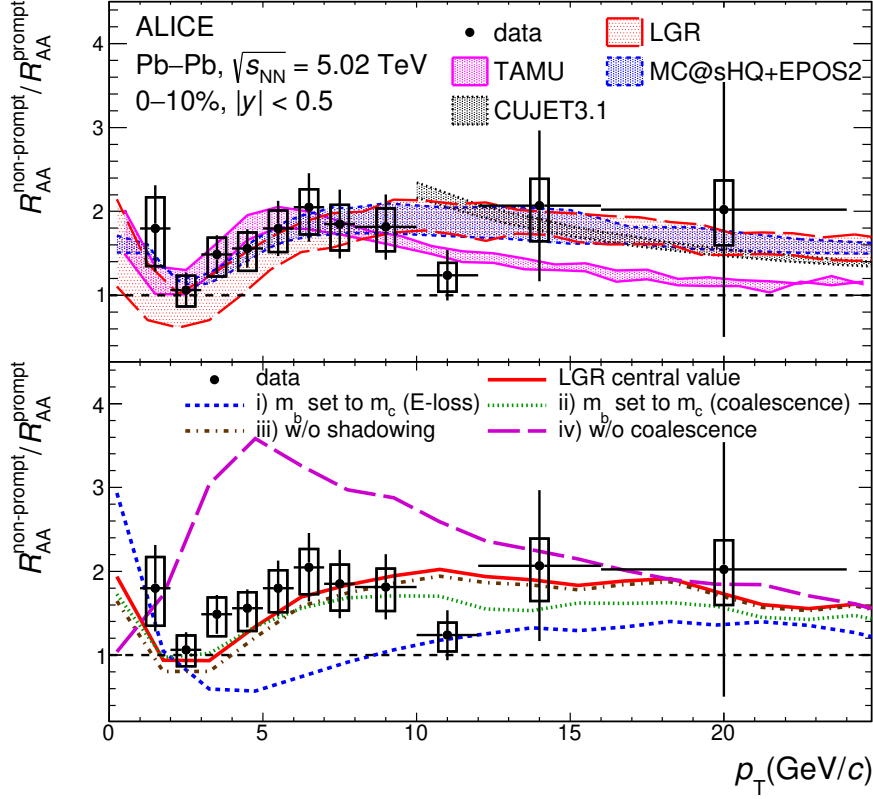 R_AA^non-prompt / R_AA^prompt
4
3
2
1
ALICE
Pb–Pb, √s_NN = 5.02 TeV
0–10%, |y| < 0.5
data
LGR
TAMU
MC@sHQ+EPOS2
CUJET3.1
R_AA^non-prompt / R_AA^prompt
4
3
2
1
data
LGR central value
i) m_b set to m_c (E-loss)
ii) m_b set to m_c (coalescence)
iii) w/o shadowing
iv) w/o coalescence
0 5 10 15 20
p_T (GeV/c)